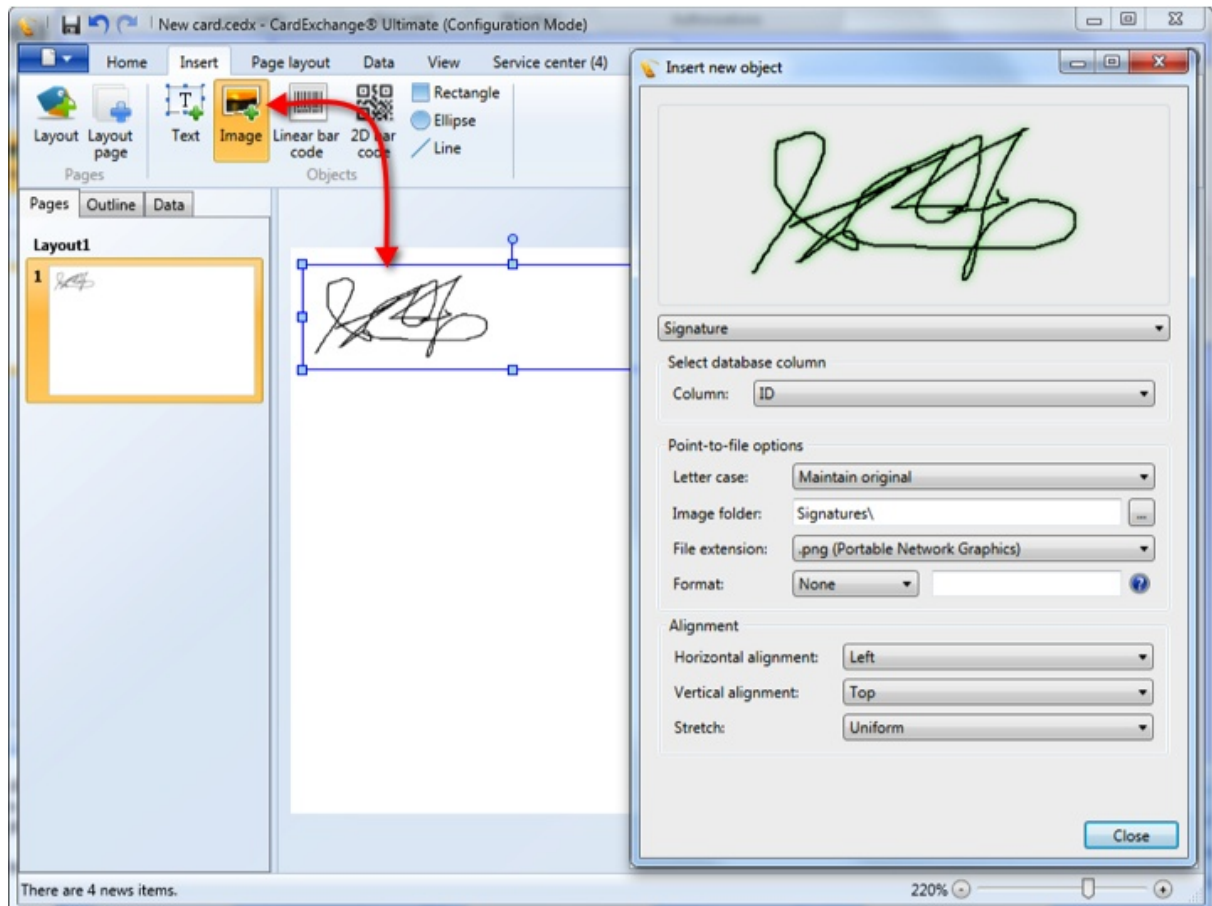 New card.cedx - CardExchange® Ultimate (Configuration Mode)
Home Insert Page layout Data View Service center (4)
Layout
Layout page
Text
Image
Linear bar code
2D bar code
Rectangle
Ellipse
Line
Pages
Objects
Pages Outline Data
Layout1
1
There are 4 news items.
220%
Insert new object
Signature
Select database column
Column: ID
Point-to-file options
Letter case: Maintain original
Image folder: Signatures\ ...
File extension: .png (Portable Network Graphics)
Format: None ?
Alignment
Horizontal alignment: Left
Vertical alignment: Top
Stretch: Uniform
Close